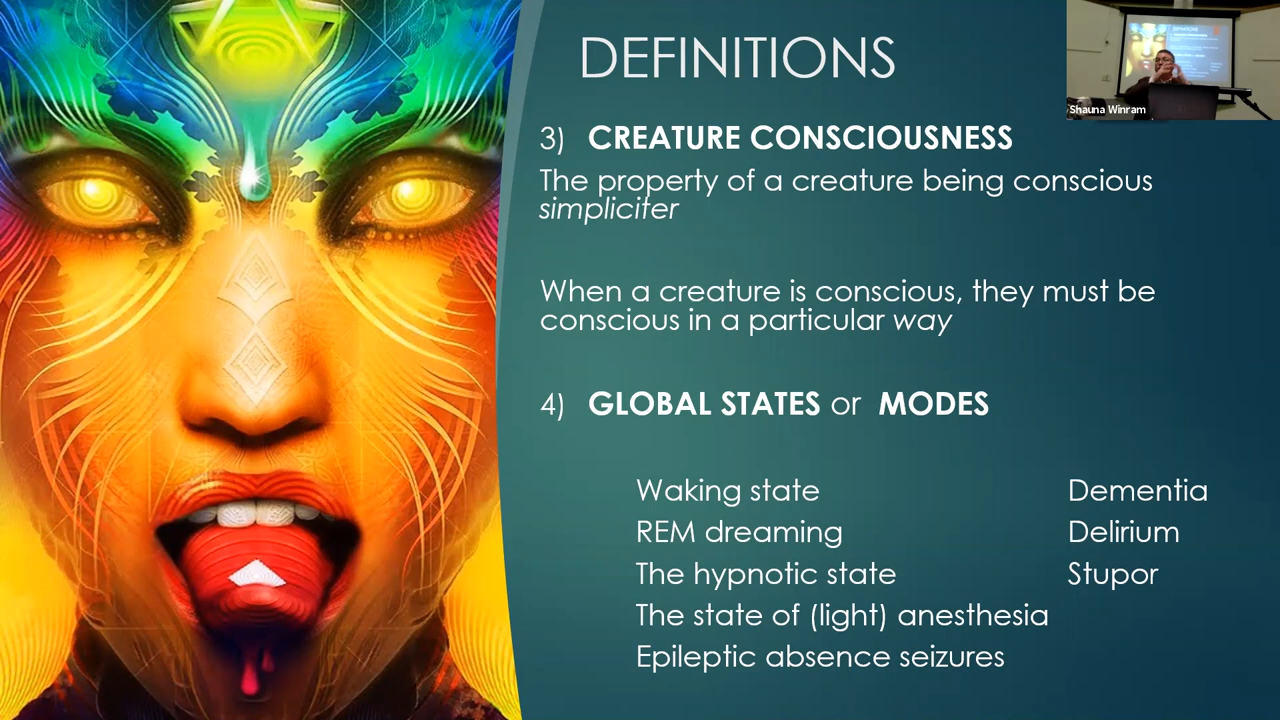 DEFINITIONS
Shauna Winram
3) CREATURE CONSCIOUSNESS
The property of a creature being conscious
simpliciter
When a creature is conscious, they must be
conscious in a particular way
4) GLOBAL STATES or MODES
Waking state
REM dreaming
The hypnotic state
The state of (light) anesthesia
Epileptic absence seizures
Dementia
Delirium
Stupor